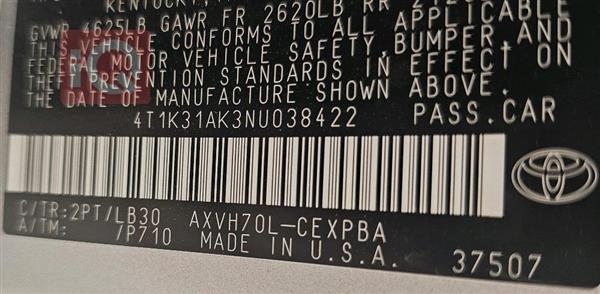 KENTUCKY,
GVWR 4625LB GAWR FR 2620LB RR
THIS VEHICLE CONFORMS TO ALL APPLICABLE
FEDERAL MOTOR VEHICLE SAFETY, BUMPER AND
THEFT PREVENTION STANDARDS IN EFFECT ON
THE DATE OF MANUFACTURE SHOWN ABOVE.
4T1K31AK3NU038422 PASS.CAR
C/TR:2PT/LB30 AXVH70L-CEXPBA
A/TM: /P710 MADE IN U.S.A. 37507